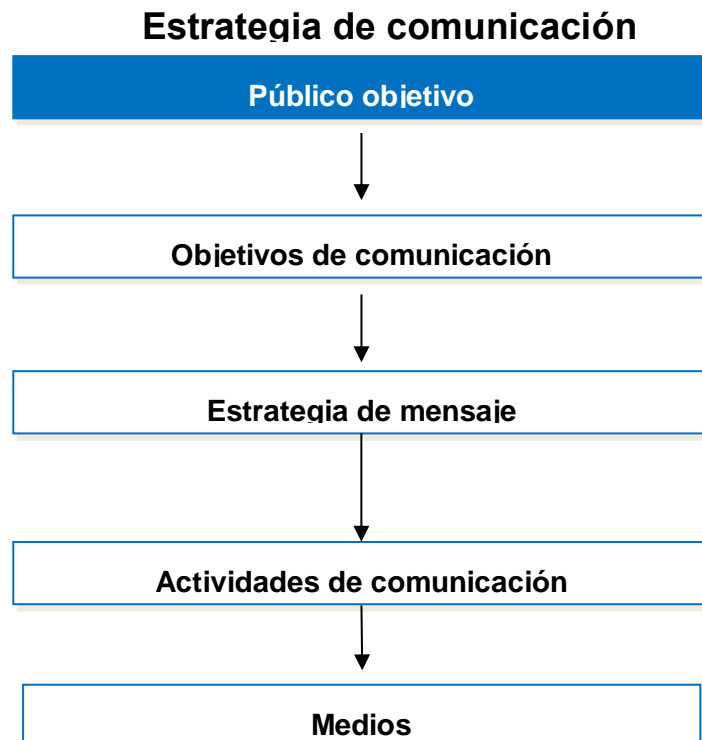 Estrategia de comunicación
Público objetivo
Objetivos de comunicación
Estrategia de mensaje
Actividades de comunicación
Medios